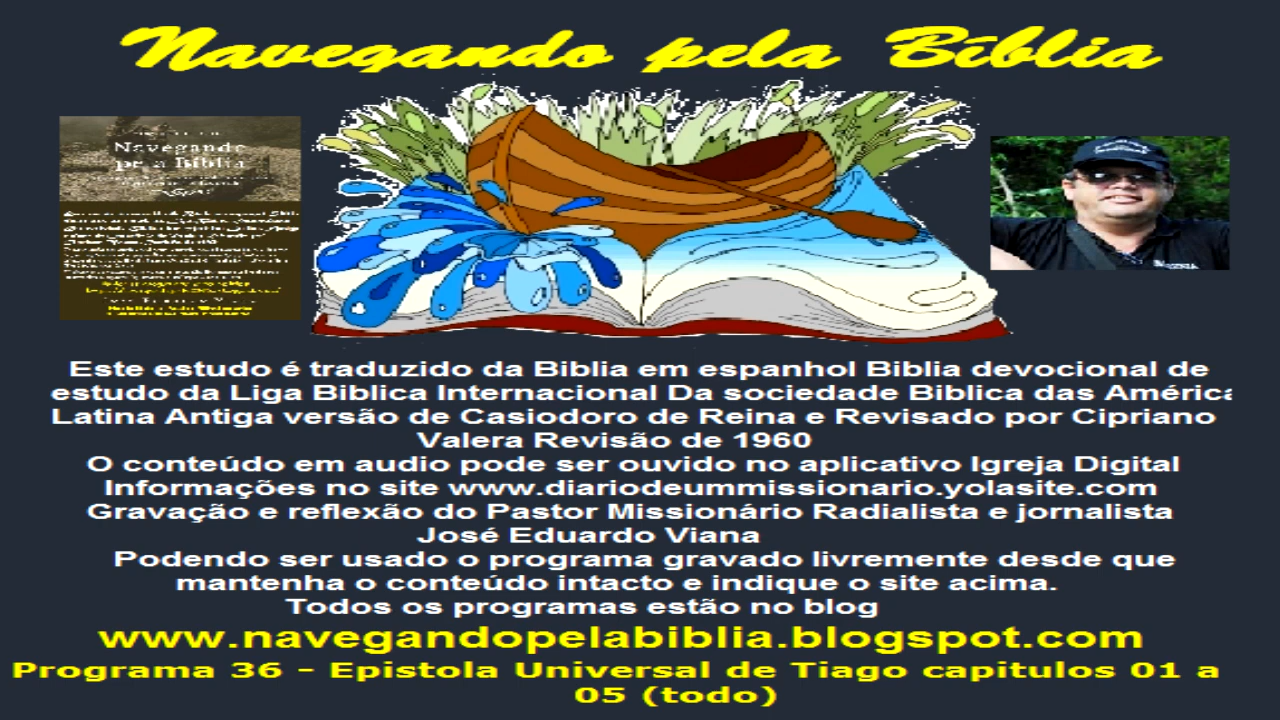 Navegando pela Bíblia
Navegando
pela Bíblia
Este estudo é traduzido da Biblia em espanhol Biblia devocional de
estudo da Liga Biblica Internacional Da sociedade Biblica das América
Latina Antiga versão de Casiodoro de Reina e Revisado por Cipriano
Valera Revisão de 1960
O conteúdo em audio pode ser ouvido no aplicativo Igreja Digital
Informações no site www.diariodeummissionario.yolasite.com
Gravação e reflexão do Pastor Missionário Radialista e jornalista
José Eduardo Viana
Podendo ser usado o programa gravado livremente desde que
mantenha o conteúdo intacto e indique o site acima.
Todos os programas estão no blog
www.navegandopelabiblia.blogspot.com
Programa 36 - Epistola Universal de Tiago capitulos 01 a
05 (todo)